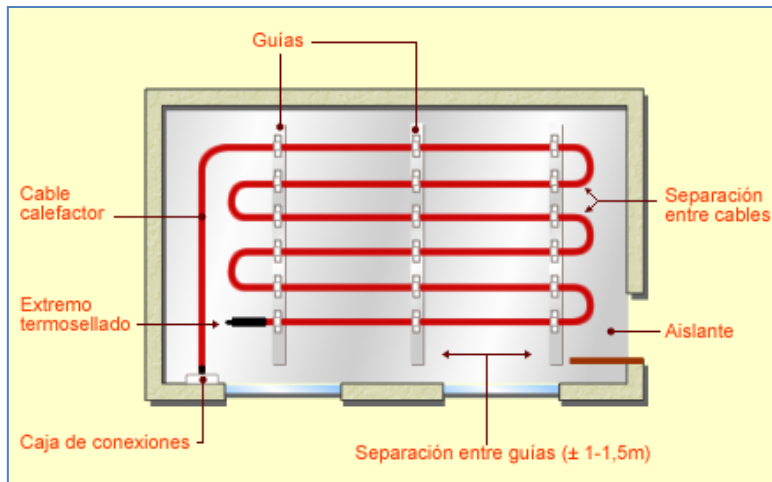 Guías
Cable
calefactor
Separación
entre cables
Extremo
termosellado
Aislante
Caja de conexiones
Separación entre guías (± 1-1,5m)